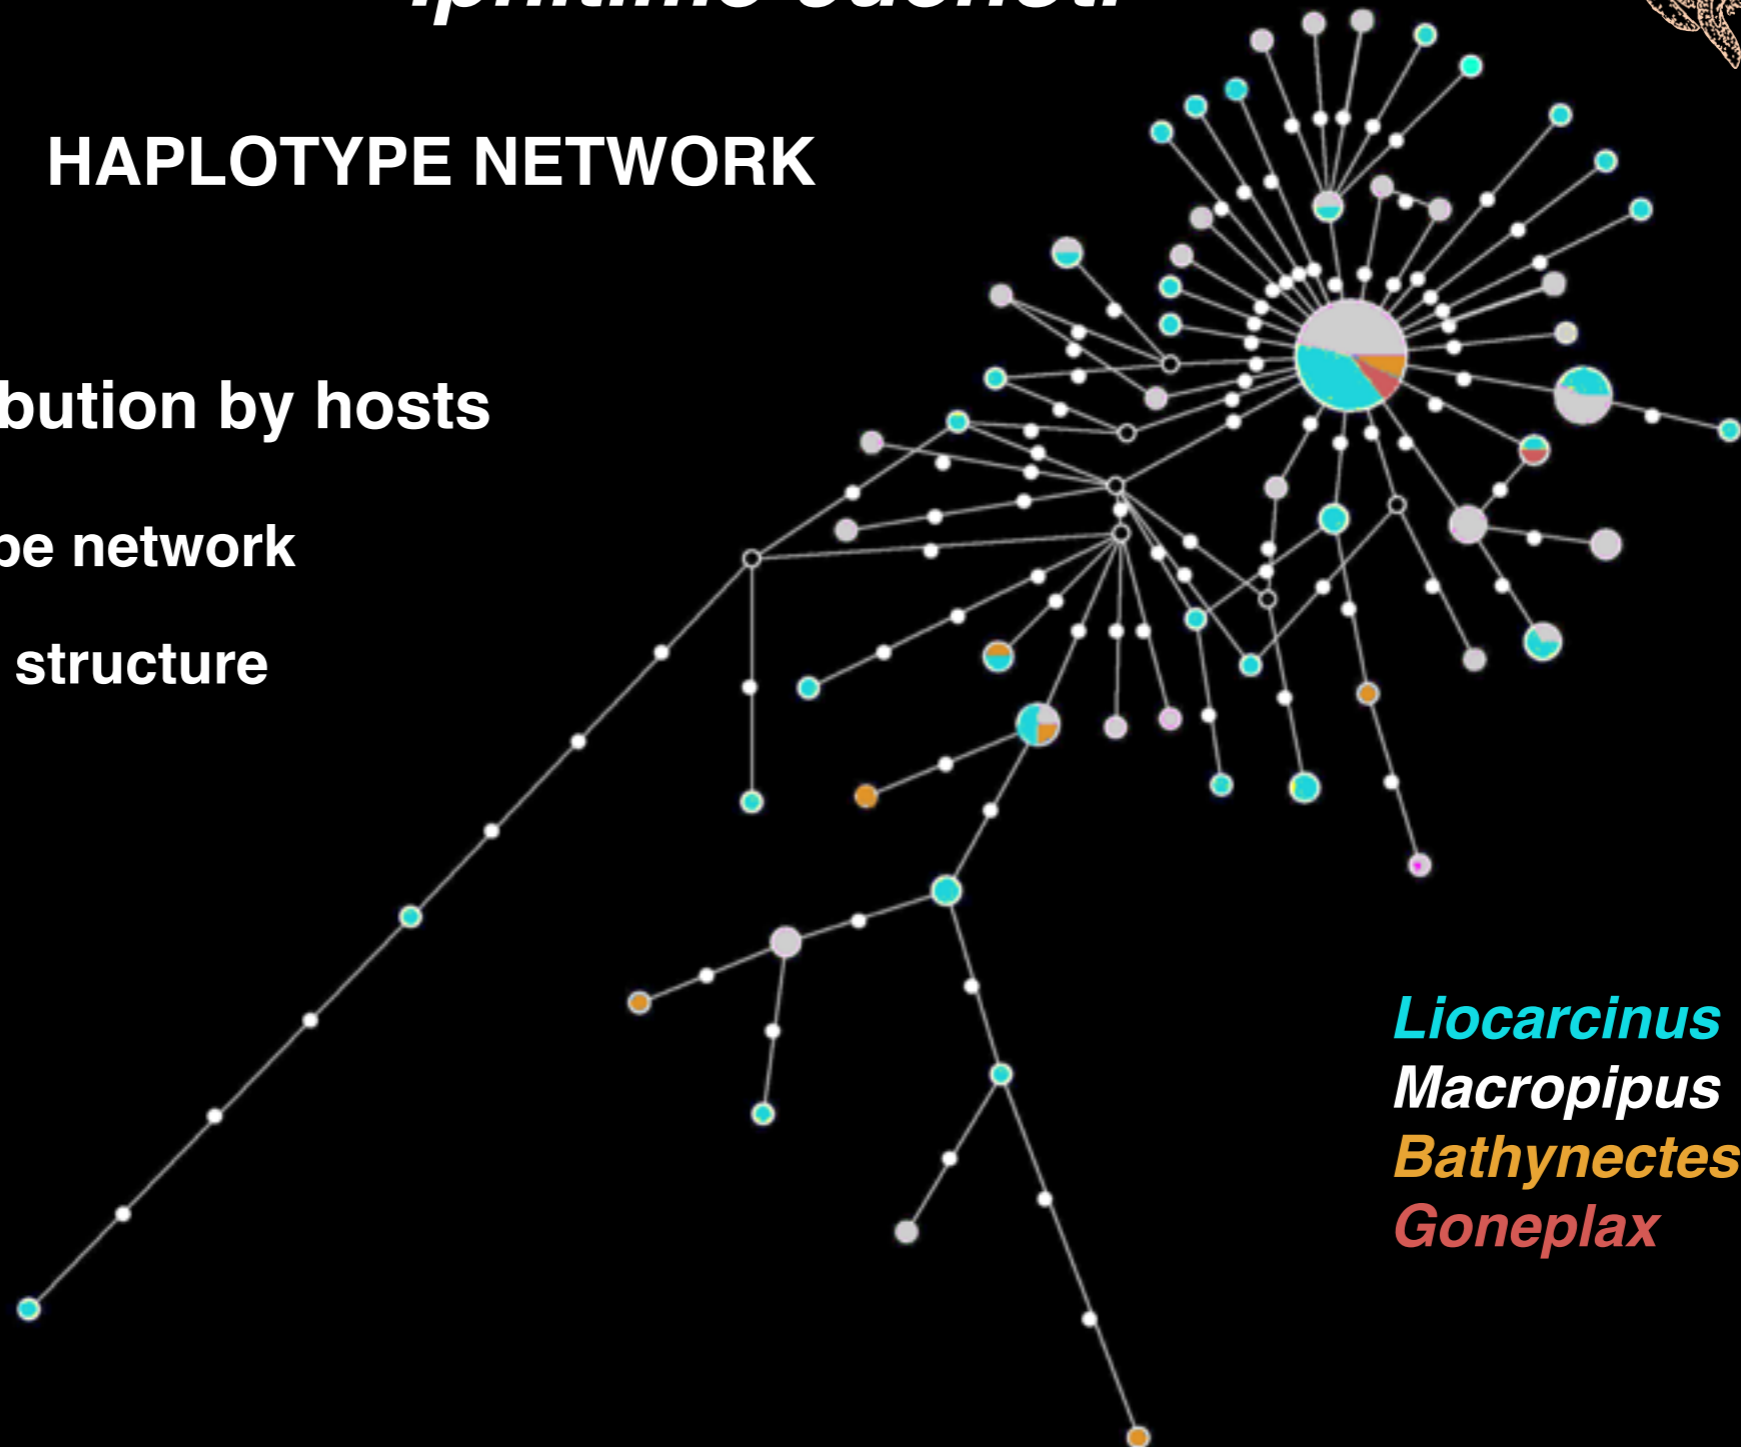 HAPLOTYPE NETWORK
bution by hosts
pe network
structure
Liocarcinus
Macropipus
Bathynectes
Goneplax